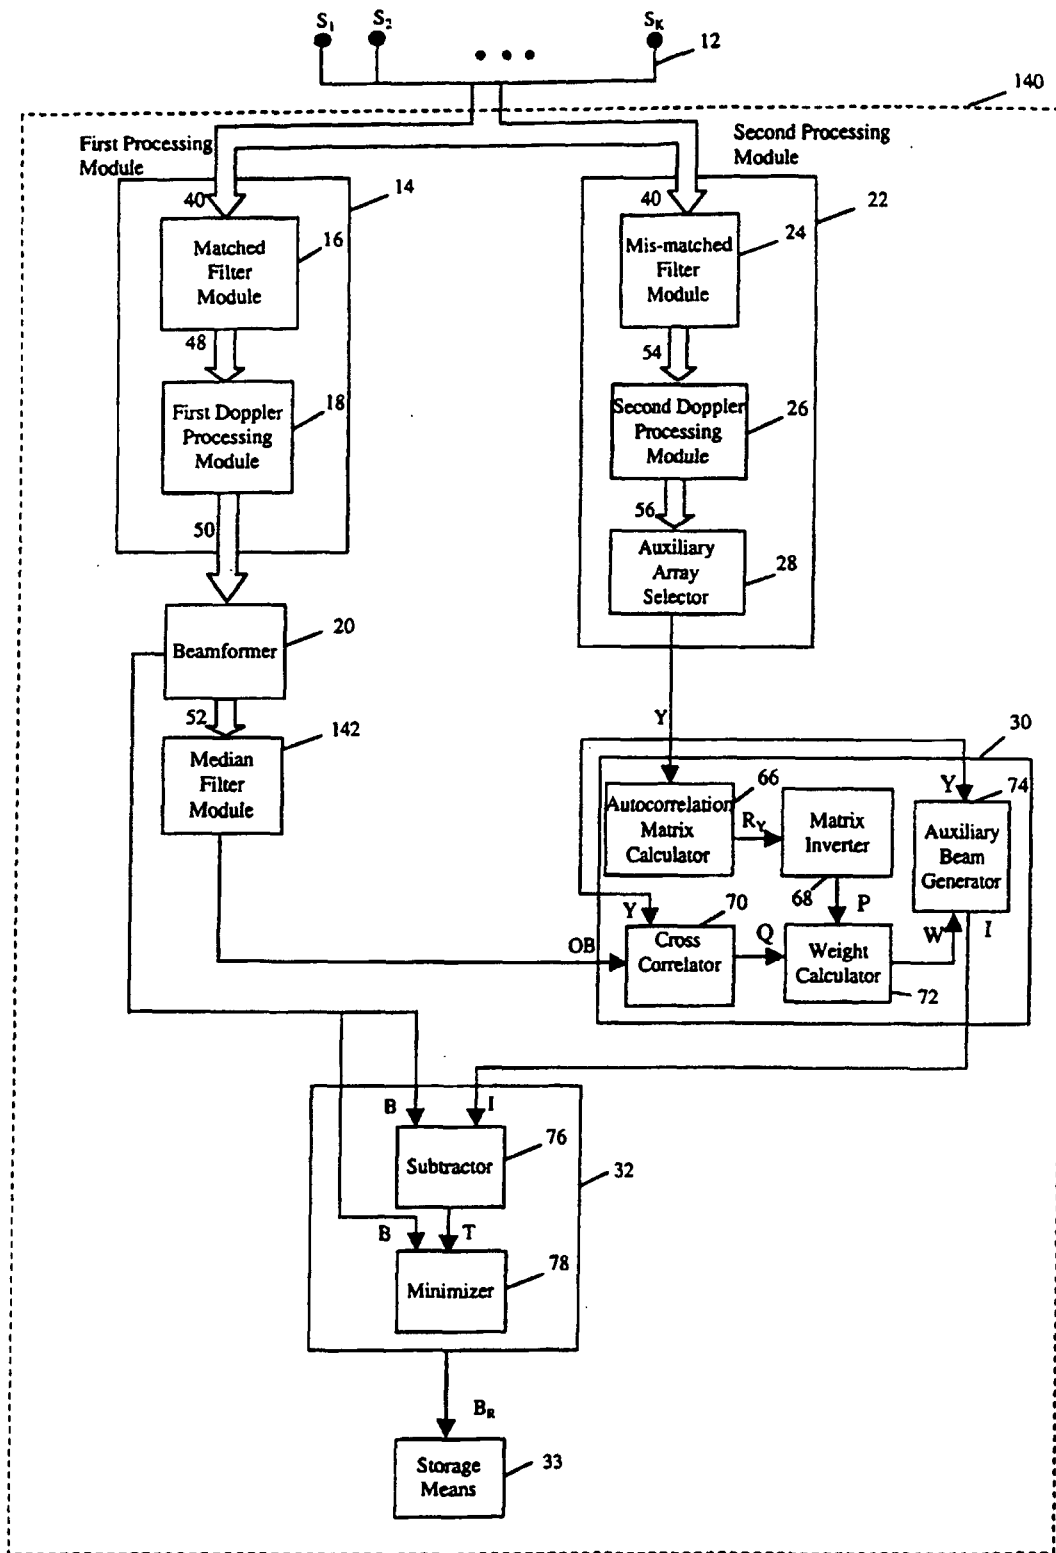 S₁ S₂ • • • S_K
12
140
First Processing
Module
Second Processing
Module
40
14
Matched
Filter
Module
16
48
First Doppler
Processing
Module
18
50
Beamformer
20
52
Median
Filter
Module
142
40
22
Mis-matched
Filter
Module
24
54
Second Doppler
Processing
Module
26
56
Auxiliary
Array
Selector
28
Y
30
Autocorrelation
Matrix
Calculator
66
R_Y
Matrix
Inverter
68
Y
74
Auxiliary
Beam
Generator
Y
70
P
W
I
OB
Cross
Correlator
Q
Weight
Calculator
72
B
I
Subtractor
76
32
B
T
Minimizer
78
B_R
Storage
Means
33